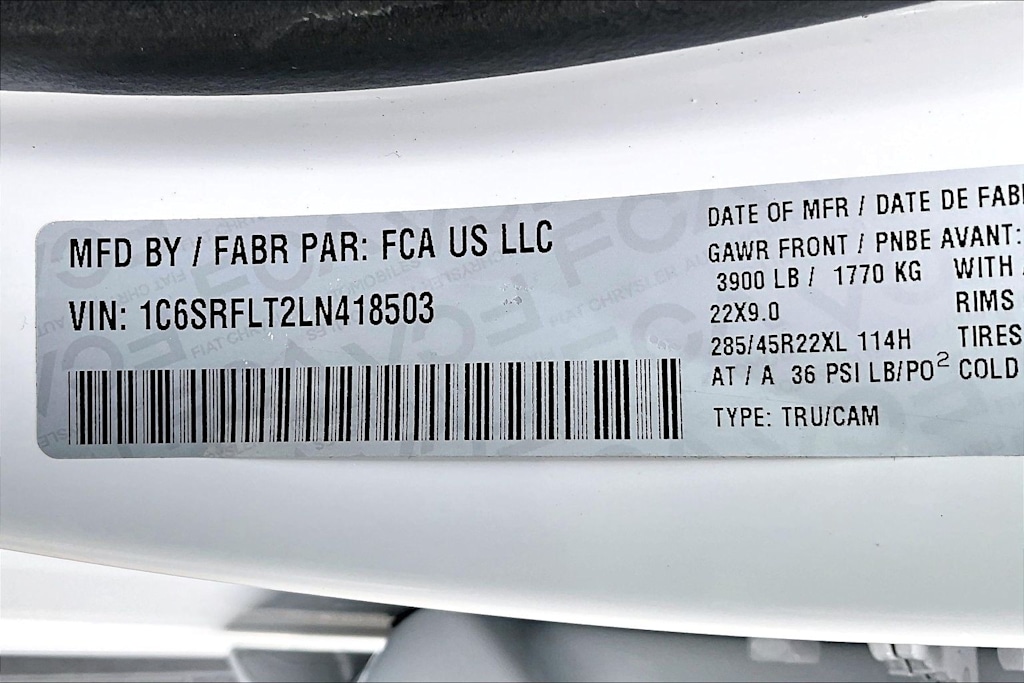 MFD BY / FABR PAR: FCA US LLC
VIN: 1C6SRFLT2LN418503
DATE OF MFR / DATE DE FABI
GAWR FRONT / PNBE AVANT:
3900 LB / 1770 KG WITH
22X9.0 RIMS
285/45R22XL 114H TIRES
AT / A 36 PSI LB/PO² COLD
TYPE: TRU/CAM